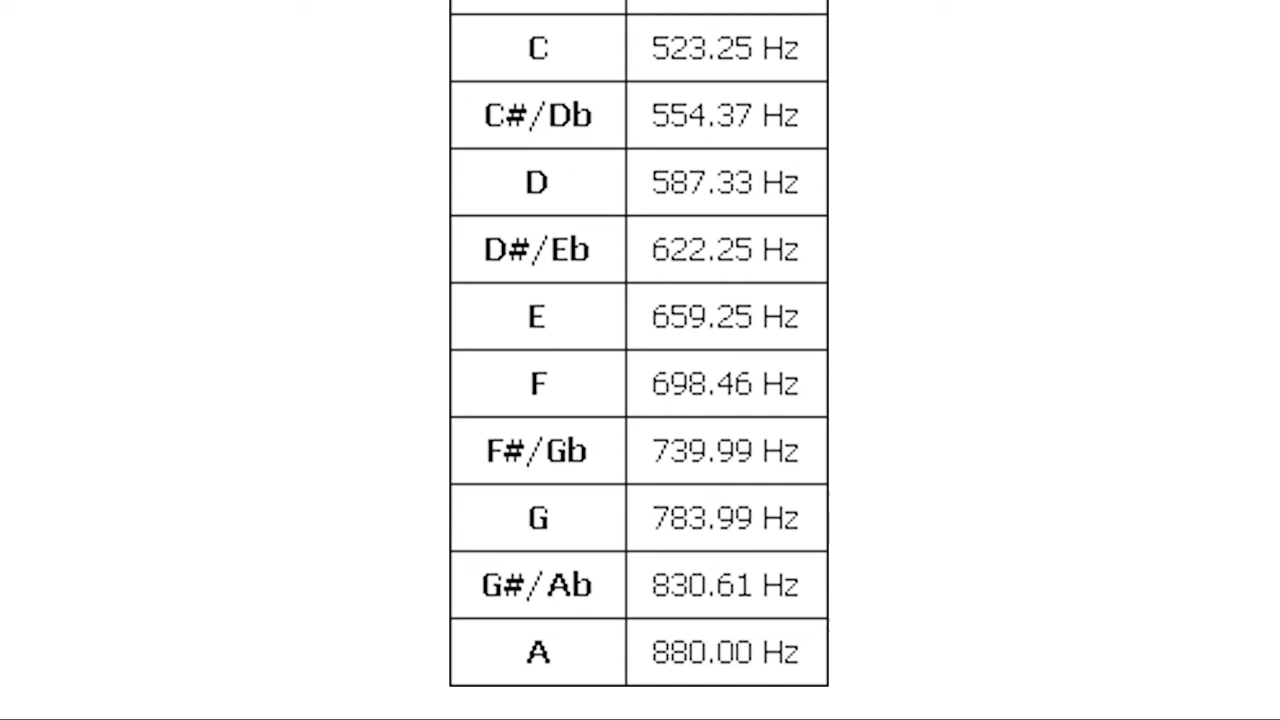 C 523.25 Hz
C#/Db 554.37 Hz
D 587.33 Hz
D#/Eb 622.25 Hz
E 659.25 Hz
F 698.46 Hz
F#/Gb 739.99 Hz
G 783.99 Hz
G#/Ab 830.61 Hz
A 880.00 Hz